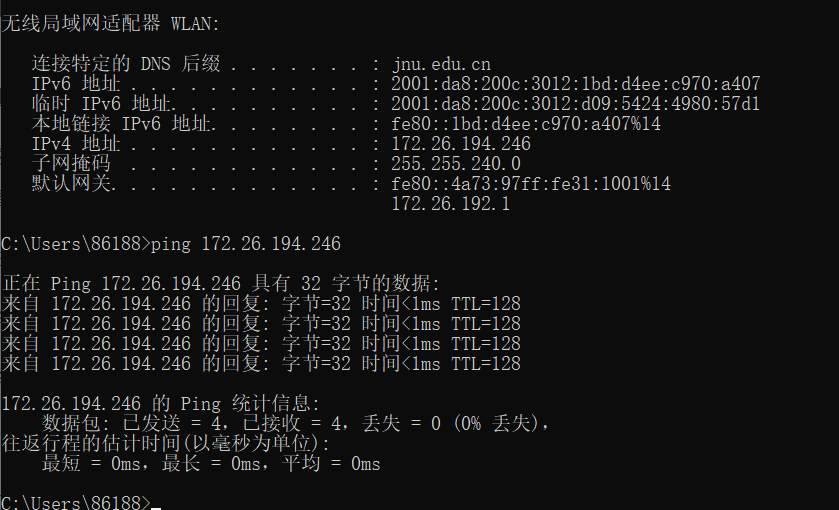 无线局域网适配器 WLAN:
连接特定的 DNS 后缀 . . . . . . . : jnu.edu.cn
IPv6 地址 . . . . . . . . . . . . : 2001:da8:200c:3012:1bd:d4ee:c970:a407
临时 IPv6 地址. . . . . . . . . . : 2001:da8:200c:3012:d09:5424:4980:57d1
本地链接 IPv6 地址. . . . . . . . : fe80::1bd:d4ee:c970:a407%14
IPv4 地址 . . . . . . . . . . . . : 172.26.194.246
子网掩码  . . . . . . . . . . . . : 255.255.240.0
默认网关. . . . . . . . . . . . . : fe80::4a73:97ff:fe31:1001%14
172.26.192.1
C:\Users\86188>ping 172.26.194.246
正在 Ping 172.26.194.246 具有 32 字节的数据:
来自 172.26.194.246 的回复: 字节=32 时间<1ms TTL=128
来自 172.26.194.246 的回复: 字节=32 时间<1ms TTL=128
来自 172.26.194.246 的回复: 字节=32 时间<1ms TTL=128
来自 172.26.194.246 的回复: 字节=32 时间<1ms TTL=128
172.26.194.246 的 Ping 统计信息:
数据包: 已发送 = 4，已接收 = 4，丢失 = 0 (0% 丢失)，
往返行程的估计时间(以毫秒为单位):
最短 = 0ms，最长 = 0ms，平均 = 0ms
C:\Users\86188>